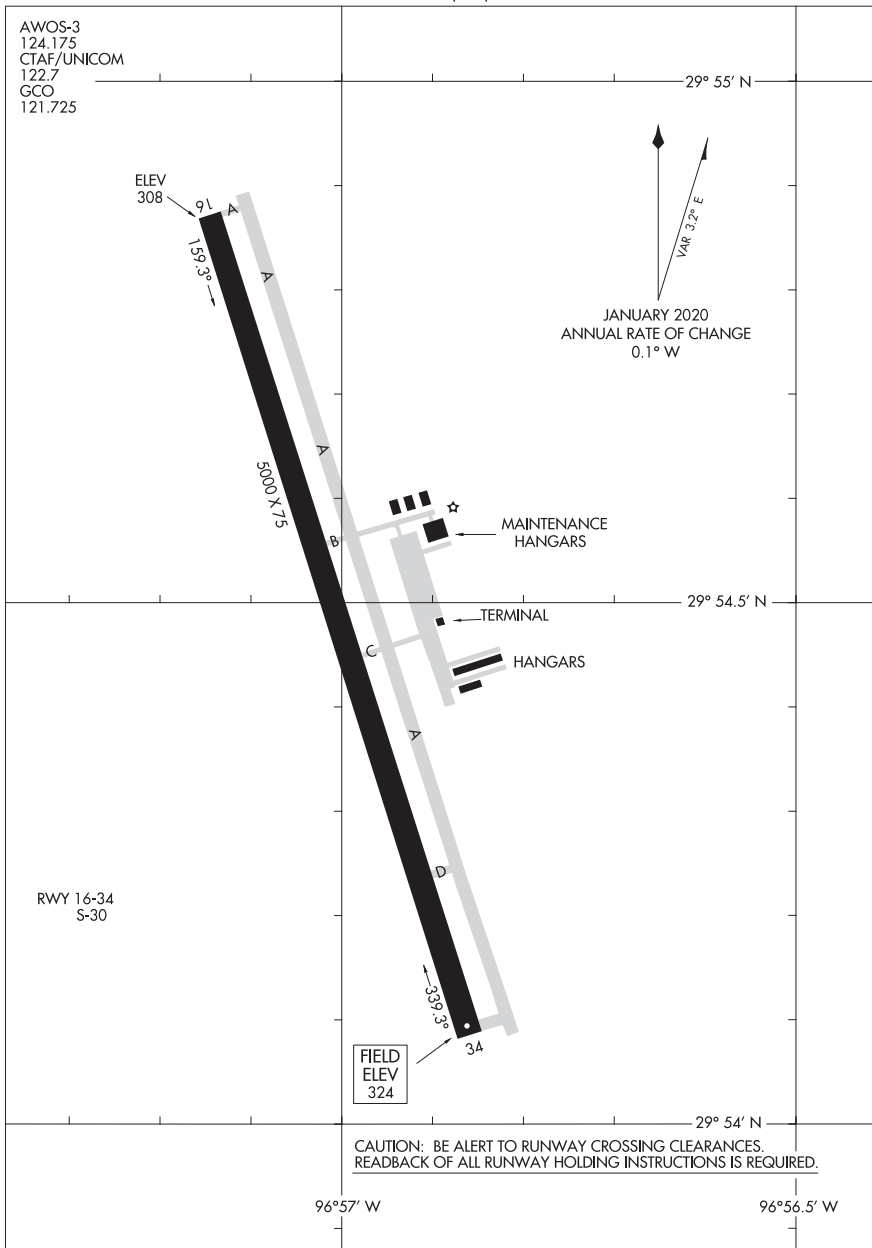 AWOS-3
124.175
CTAF/UNICOM
122.7
GCO
121.725
29° 55' N
ELEV
308
16
A
159.3°
A
VAR 3.2° E
JANUARY 2020
ANNUAL RATE OF CHANGE
0.1° W
A
5000 X 75
B
MAINTENANCE
HANGARS
29° 54.5' N
TERMINAL
C
HANGARS
A
D
RWY 16-34
S-30
339.3°
34
FIELD
ELEV
324
29° 54' N
CAUTION: BE ALERT TO RUNWAY CROSSING CLEARANCES.
READBACK OF ALL RUNWAY HOLDING INSTRUCTIONS IS REQUIRED.
96°57' W
96°56.5' W